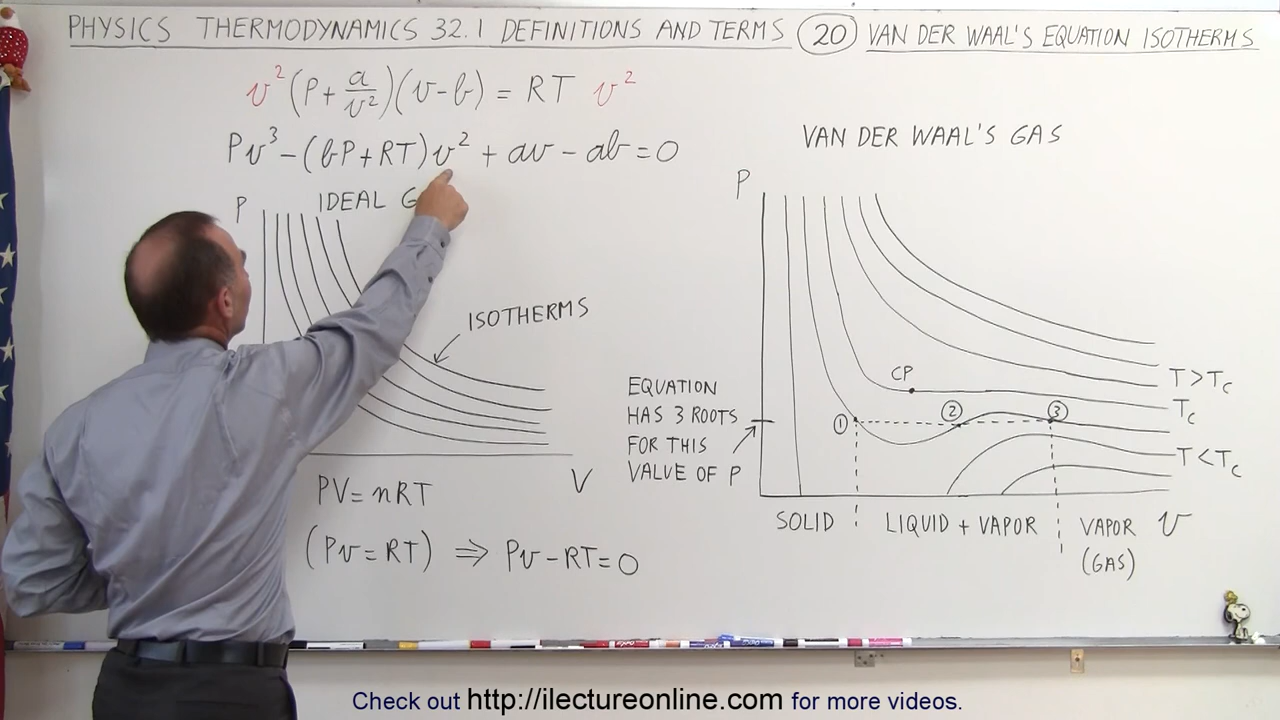 PHYSICS THERMODYNAMICS 32.1 DEFINITIONS AND TERMS 20 VAN DER WAAL'S EQUATION ISOTHERMS
v² (P + a/v²)(v - b) = RT v²
Pv³ - (bP + RT)v² + av - ab = 0
IDEAL G
P
ISOTHERMS
V
PV = nRT
(Pv = RT) ⇒ Pv - RT = 0
VAN DER WAAL'S GAS
P
CP
T > Tc
Tc
T < Tc
1 2 3
EQUATION
HAS 3 ROOTS
FOR THIS
VALUE OF P
SOLID LIQUID + VAPOR VAPOR v
(GAS)
Check out http://ilectureonline.com for more videos.